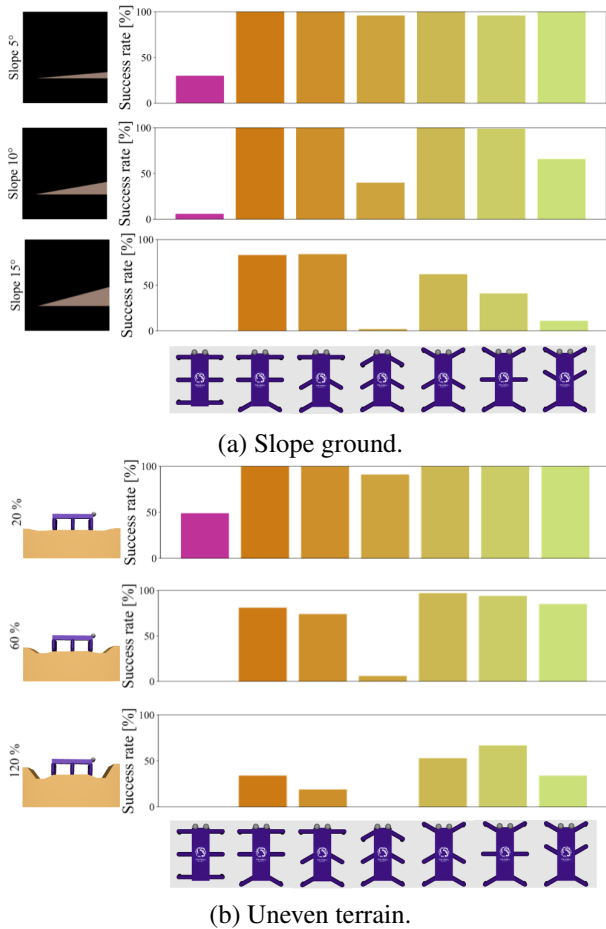 Slope 5°
Success rate [%]
100
50
0
Slope 10°
Success rate [%]
100
50
0
Slope 15°
Success rate [%]
100
50
0
(a) Slope ground.
20 %
Success rate [%]
100
50
0
60 %
Success rate [%]
100
50
0
120 %
Success rate [%]
100
50
0
(b) Uneven terrain.